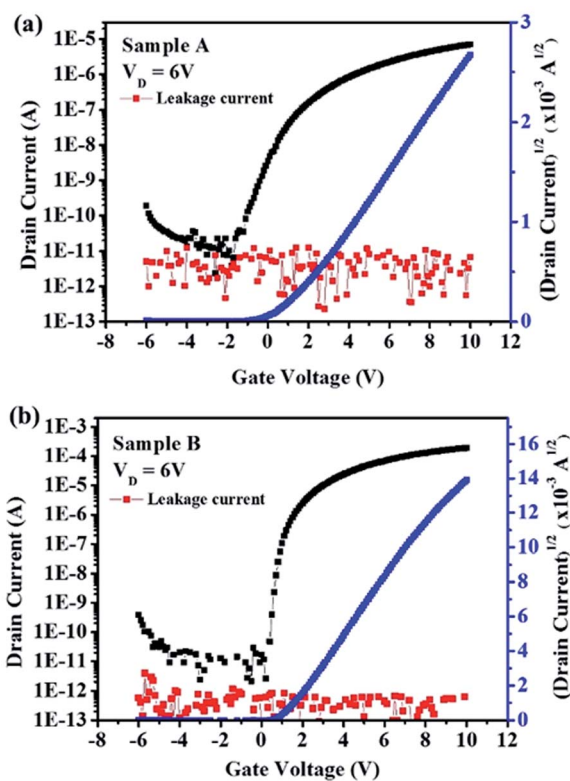 (a)
Sample A
V_D = 6V
Leakage current
Drain Current (A)
1E-5
1E-6
1E-7
1E-8
1E-9
1E-10
1E-11
1E-12
1E-13
3
2
1
0
(Drain Current)^1/2 (x10^-3 A^1/2)
-8 -6 -4 -2 0 2 4 6 8 10 12
Gate Voltage (V)
(b)
Sample B
V_D = 6V
Leakage current
Drain Current (A)
1E-3
1E-4
1E-5
1E-6
1E-7
1E-8
1E-9
1E-10
1E-11
1E-12
1E-13
16
14
12
10
8
6
4
2
0
(Drain Current)^1/2 (x10^-3 A^1/2)
-8 -6 -4 -2 0 2 4 6 8 10 12
Gate Voltage (V)